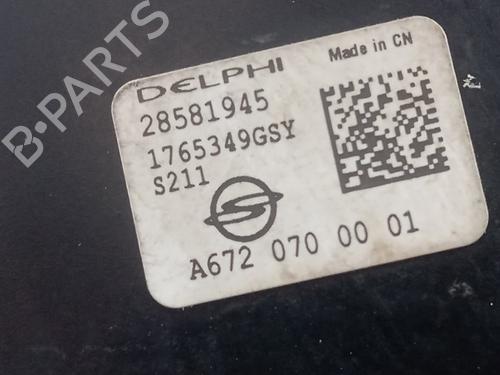 B-PARTS
DELPHI
Made in CN
28581945
1765349GSY
S211
A672 070 00 01